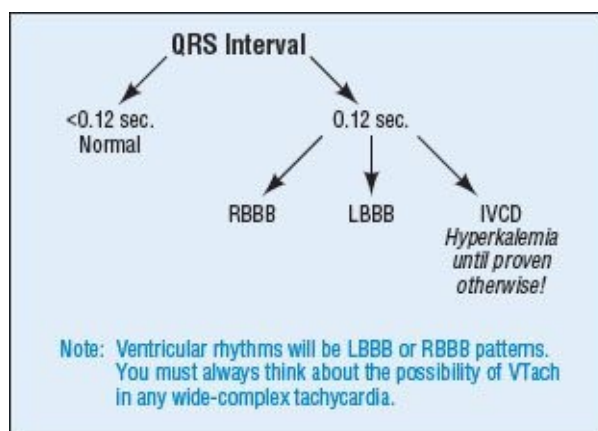 QRS Interval
<0.12 sec.
Normal
0.12 sec.
RBBB
LBBB
IVCD
Hyperkalemia
until proven
otherwise!
Note: Ventricular rhythms will be LBBB or RBBB patterns.
You must always think about the possibility of VTach
in any wide-complex tachycardia.